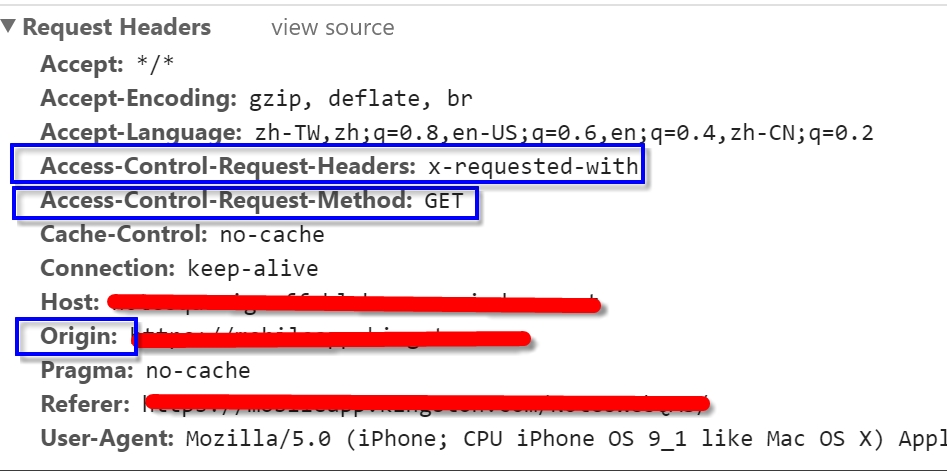 Request Headers view source
Accept: */*
Accept-Encoding: gzip, deflate, br
Accept-Language: zh-TW,zh;q=0.8,en-US;q=0.6,en;q=0.4,zh-CN;q=0.2
Access-Control-Request-Headers: x-requested-with
Access-Control-Request-Method: GET
Cache-Control: no-cache
Connection: keep-alive
Host:
Origin:
Pragma: no-cache
Referer:
User-Agent: Mozilla/5.0 (iPhone; CPU iPhone OS 9_1 like Mac OS X) Appl